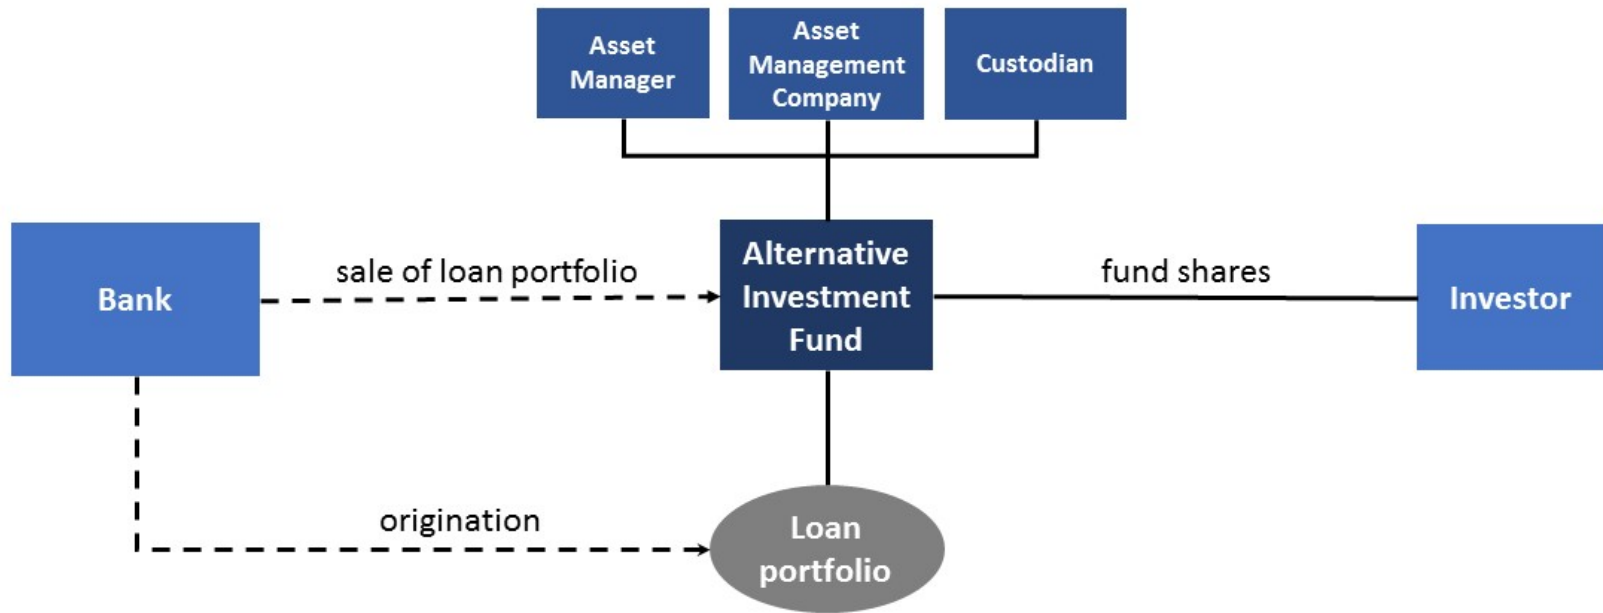 Asset
Manager
Asset
Management
Company
Custodian
Bank
sale of loan portfolio
Alternative
Investment
Fund
fund shares
Investor
origination
Loan
portfolio